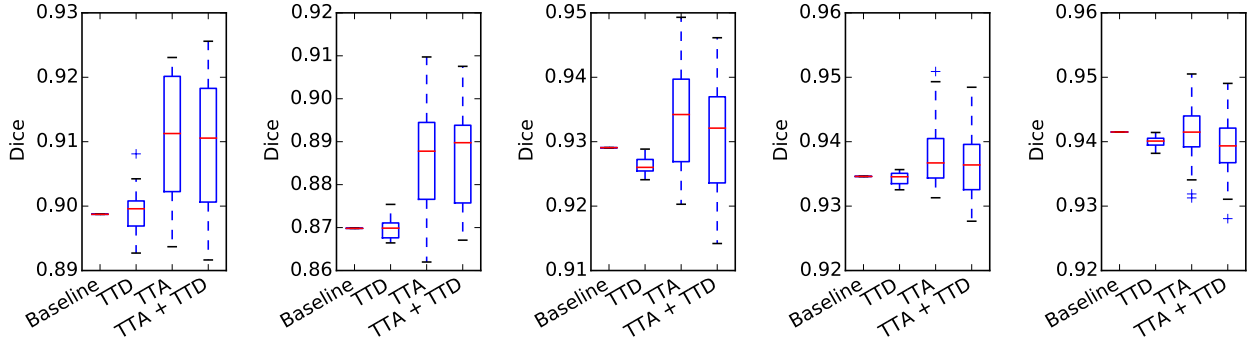 0.93
0.92
0.91
0.90
0.89
Dice
Baseline
TTD
TTA
TTA + TTD
0.92
0.91
0.90
0.89
0.88
0.87
0.86
Dice
Baseline
TTD
TTA
TTA + TTD
0.95
0.94
0.93
0.92
0.91
Dice
Baseline
TTD
TTA
TTA + TTD
0.96
0.95
0.94
0.93
0.92
Dice
Baseline
TTD
TTA
TTA + TTD
0.96
0.95
0.94
0.93
0.92
Dice
Baseline
TTD
TTA
TTA + TTD